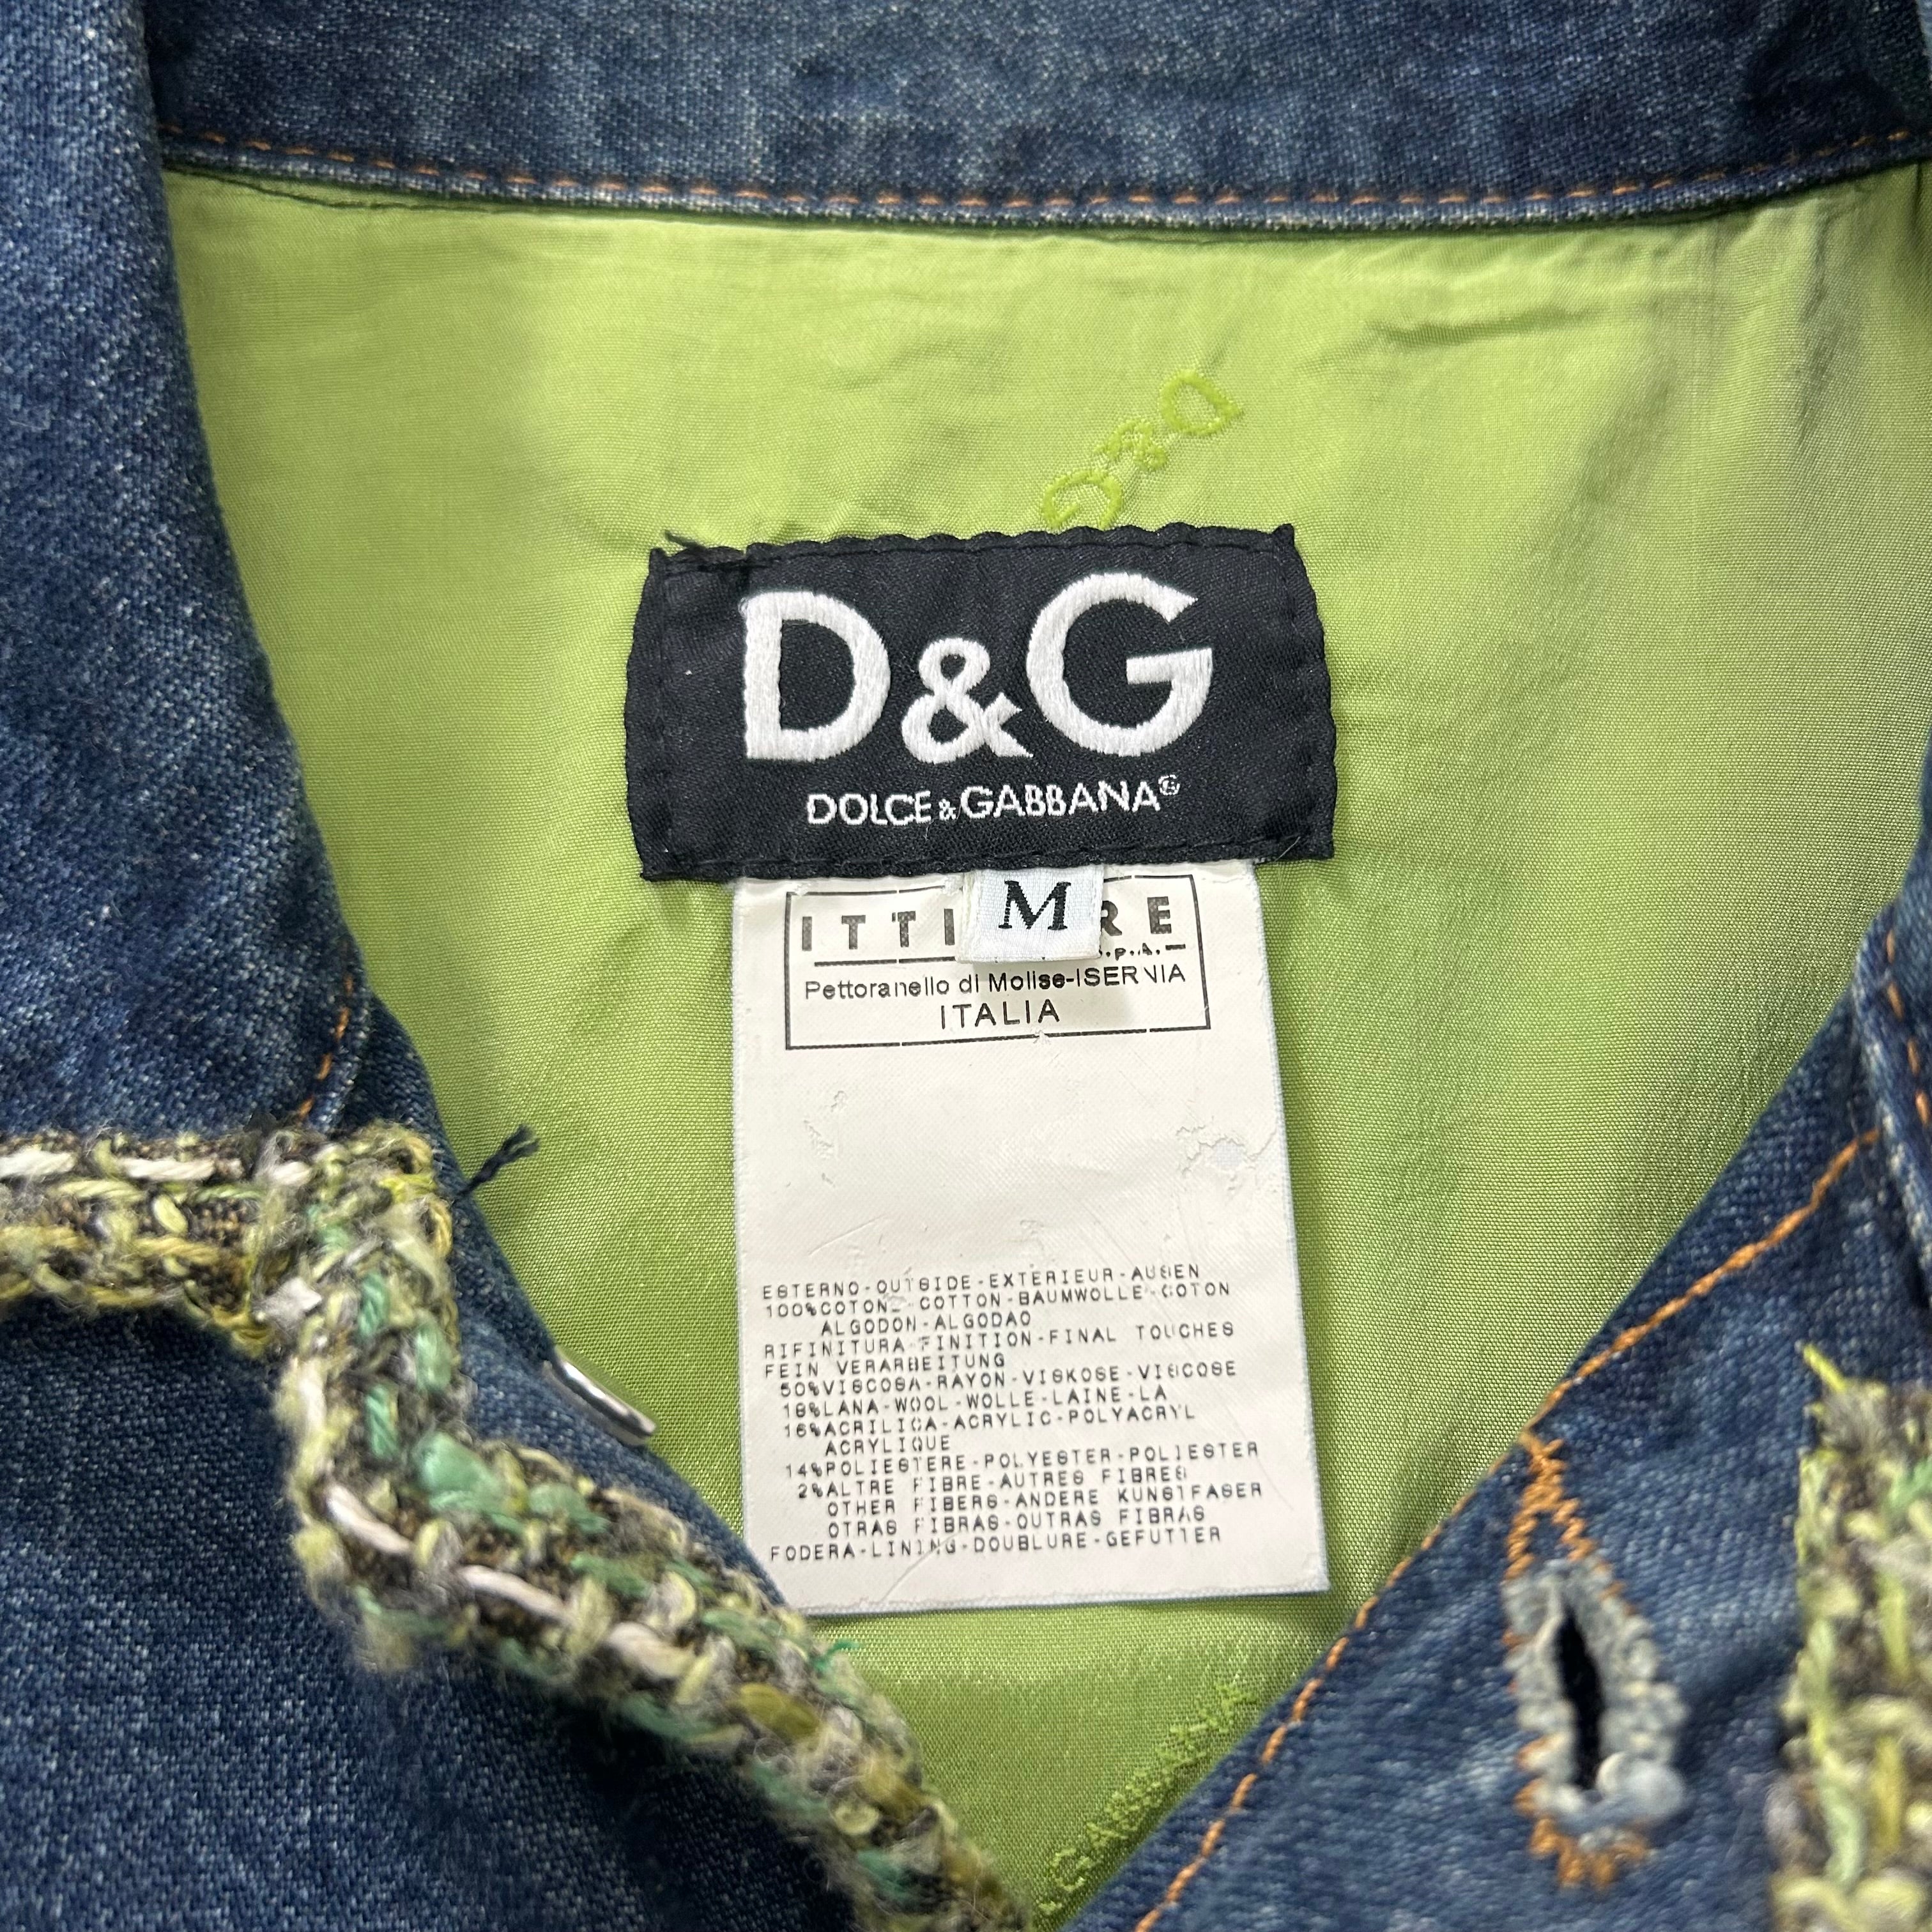 D&G
D&G
DOLCE & GABBANA®
M
ITTI RE
S.p.A.
Pettoranello di Molise-ISERNIA
ITALIA
ESTERNO-OUTSIDE-EXTERIEUR-AUSEN
100%COTONE-COTTON-BAUMWOLLE-COTON
ALGODON-ALGODAO
RIFINITURA-FINITION-FINAL TOUCHES
FEIN VERARBEITUNG
50%VISCOSA-RAYON-VISKOSE-VISCOSE
18%LANA-WOOL-WOLLE-LAINE-LA
16%ACRILICA-ACRYLIC-POLYACRYL
ACRYLIQUE
14%POLIESTERE-POLYESTER-POLIESTER
2%ALTRE FIBRE-AUTRES FIBRES
OTHER FIBERS-ANDERE KUNSTFASER
OTRAS FIBRAS-OUTRAS FIBRAS
FODERA-LINING-DOUBLURE-GEFUTTER
GABBANA